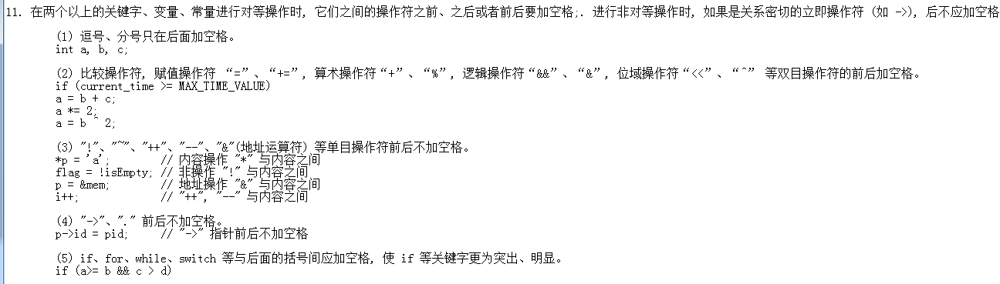 11. 在两个以上的关键字、变量、常量进行对等操作时, 它们之间的操作符之前、之后或者前后要加空格;. 进行非对等操作时, 如果是关系密切的立即操作符 (如 ->), 后不应加空格
(1) 逗号、分号只在后面加空格。
int a, b, c;
(2) 比较操作符, 赋值操作符 “=”、“+=”, 算术操作符“+”、“%”, 逻辑操作符“&&”、“&”, 位域操作符“<<”、“^” 等双目操作符的前后加空格。
if (current_time >= MAX_TIME_VALUE)
a = b + c;
a *= 2;
a = b ^ 2;
(3) "!"、"~"、"++"、"--"、"&"(地址运算符) 等单目操作符前后不加空格。
*p = 'a'; // 内容操作 "*" 与内容之间
flag = !isEmpty; // 非操作 "!" 与内容之间
p = &mem; // 地址操作 "&" 与内容之间
i++; // "++", "--" 与内容之间
(4) "->"、"." 前后不加空格。
p->id = pid; // "->" 指针前后不加空格
(5) if、for、while、switch 等与后面的括号间应加空格, 使 if 等关键字更为突出、明显。
if (a>= b && c > d)